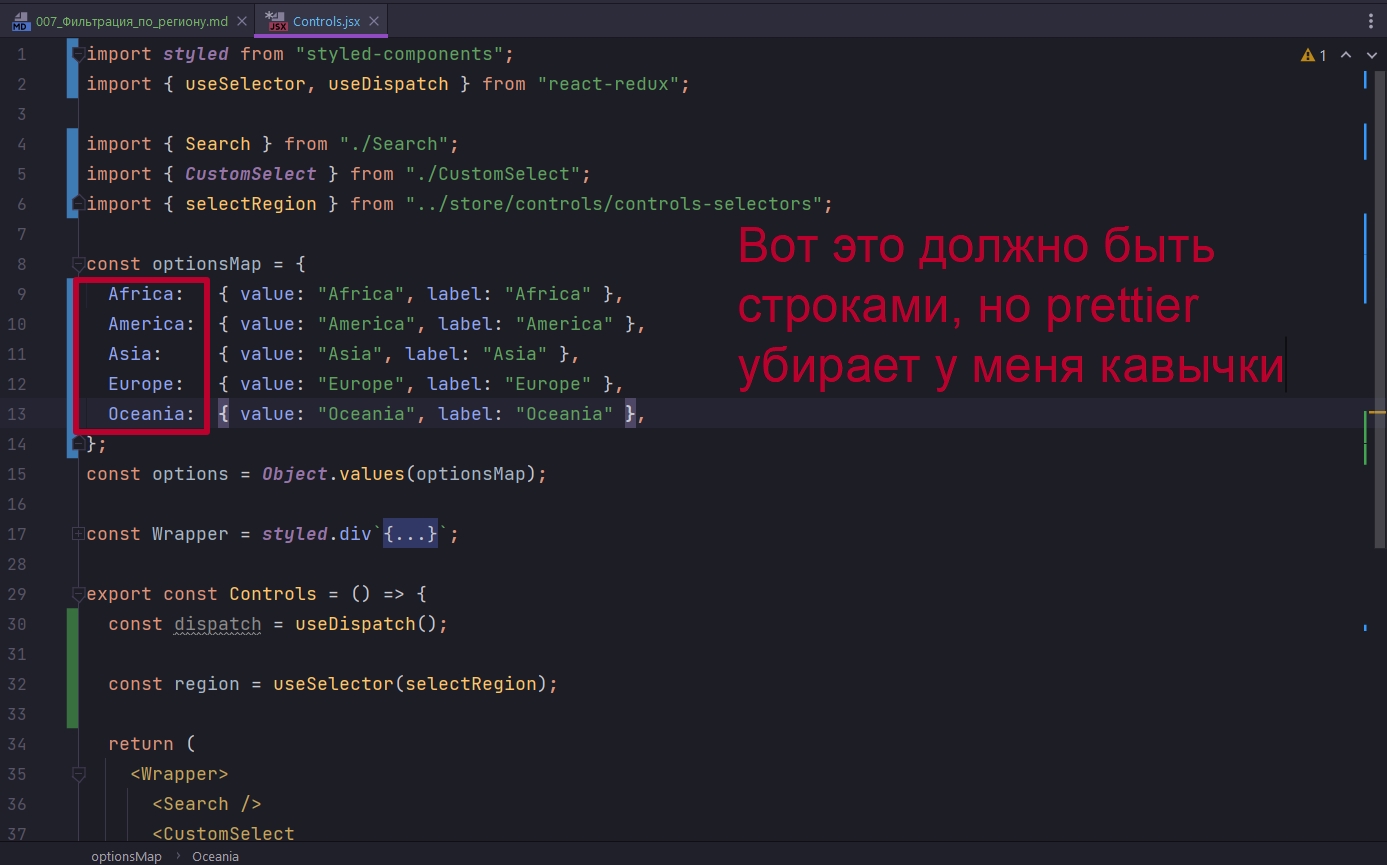 007_Фильтрация_по_региону.md
Controls.jsx
1 import styled from "styled-components";
1
2 import { useSelector, useDispatch } from "react-redux";
3
4 import { Search } from "./Search";
5 import { CustomSelect } from "./CustomSelect";
6 import { selectRegion } from "../store/controls/controls-selectors";
7
8 const optionsMap = {
9 Africa: { value: "Africa", label: "Africa" },
10 America: { value: "America", label: "America" },
11 Asia: { value: "Asia", label: "Asia" },
12 Europe: { value: "Europe", label: "Europe" },
13 Oceania: { value: "Oceania", label: "Oceania" },
Вот это должно быть
строками, но prettier
убирает у меня кавычки
14 };
15 const options = Object.values(optionsMap);
16
17 const Wrapper = styled.div`{...}`;
28
29 export const Controls = () => {
30 const dispatch = useDispatch();
31
32 const region = useSelector(selectRegion);
33
34 return (
35 <Wrapper>
36 <Search />
37 <CustomSelect
optionsMap › Oceania